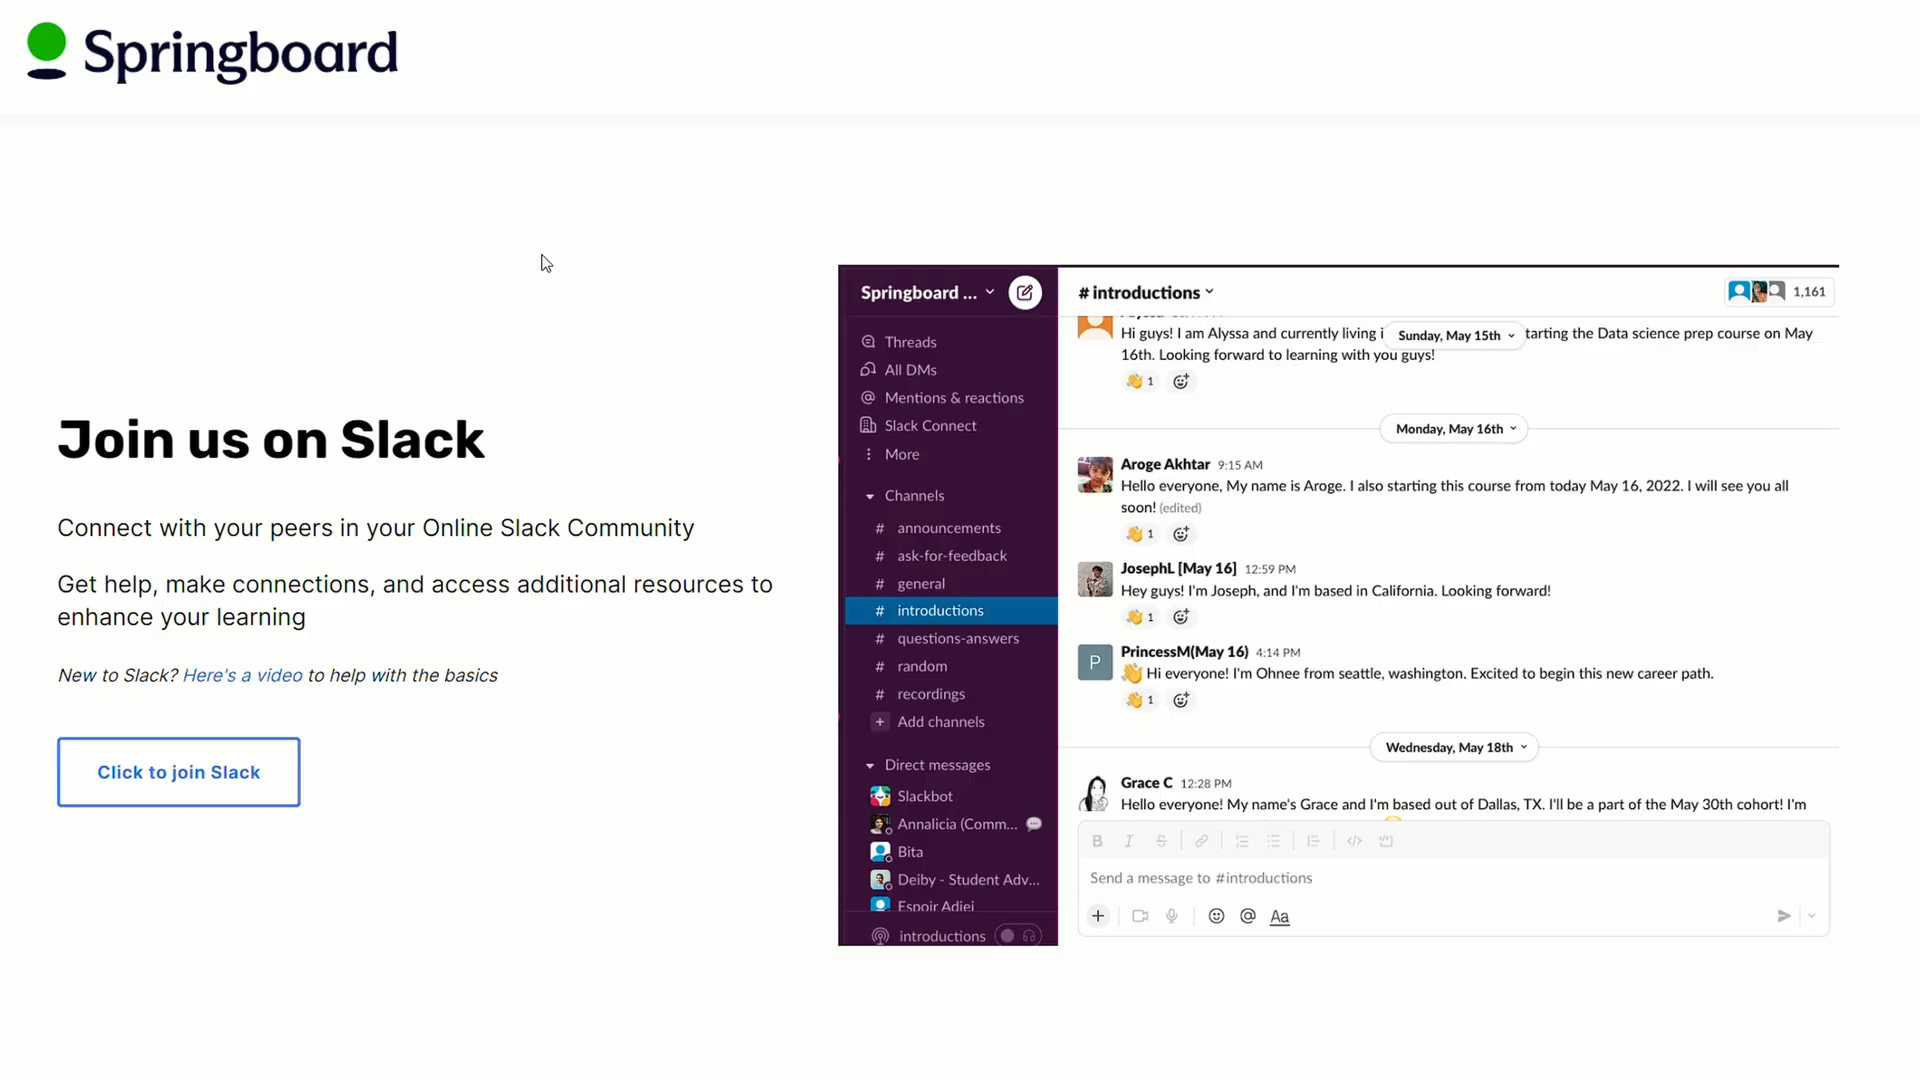 Springboard
Join us on Slack
Connect with your peers in your Online Slack Community
Get help, make connections, and access additional resources to
enhance your learning
New to Slack? Here's a video to help with the basics
Click to join Slack
Springboard ...
Threads
All DMs
Mentions & reactions
Slack Connect
More
Channels
# announcements
# ask-for-feedback
# general
# introductions
# questions-answers
# random
# recordings
+ Add channels
Direct messages
Slackbot
Annalicia (Comm...
Bita
Deiby - Student Adv...
Espoir Adjei
introductions
# introductions
1,161
Hi guys! I am Alyssa and currently living i
Sunday, May 15th
tarting the Data science prep course on May
16th. Looking forward to learning with you guys!
1
Monday, May 16th
Aroge Akhtar 9:15 AM
Hello everyone, My name is Aroge. I also starting this course from today May 16, 2022. I will see you all
soon! (edited)
1
JosephL [May 16] 12:59 PM
Hey guys! I'm Joseph, and I'm based in California. Looking forward!
1
P
PrincessM(May 16) 4:14 PM
👋 Hi everyone! I'm Ohnee from seattle, washington. Excited to begin this new career path.
1
Wednesday, May 18th
Grace C 12:28 PM
Hello everyone! My name's Grace and I'm based out of Dallas, TX. I'll be a part of the May 30th cohort! I'm
B I S
Send a message to #introductions
+ @ Aa